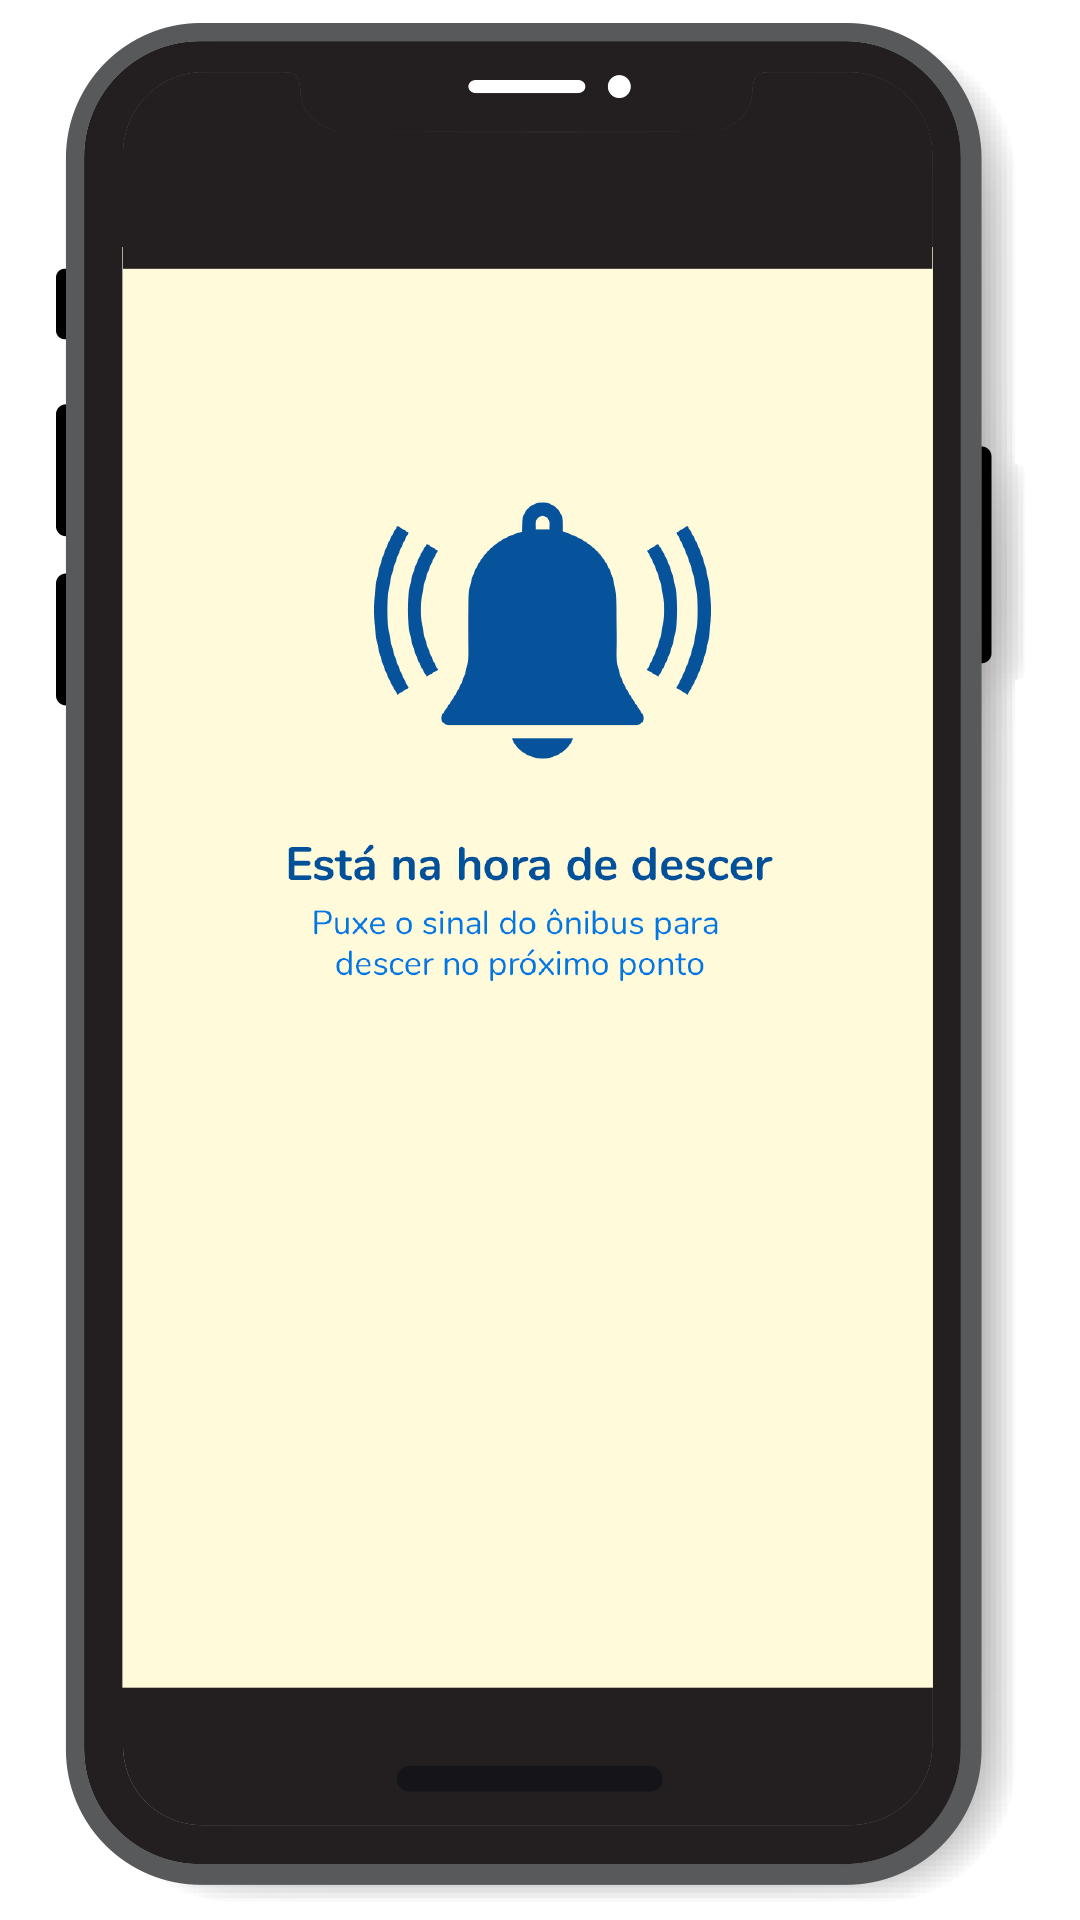 Está na hora de descer
Puxe o sinal do ônibus para
descer no próximo ponto